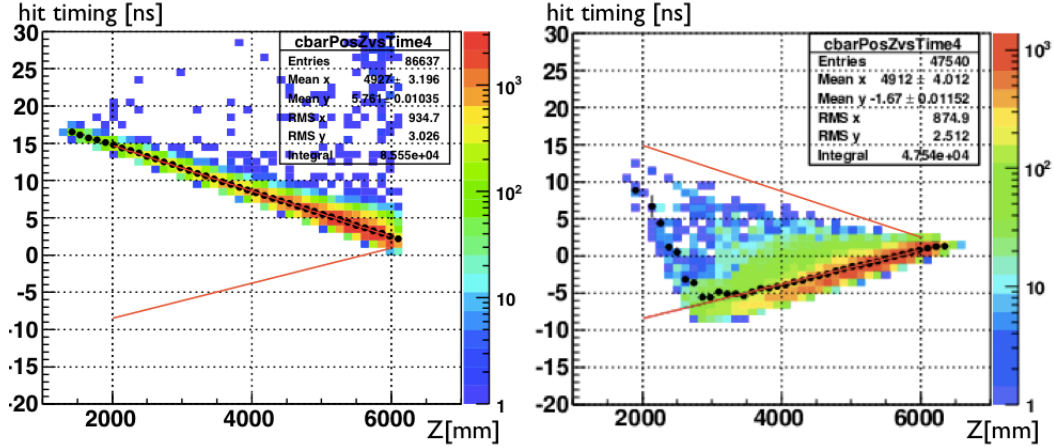 hit timing [ns]
30
25
20
15
10
5
0
-5
-10
-15
-20
2000
4000
6000
Z[mm]
cbarPosZvsTime4
Entries 86637
Mean x 4927 ± 3.196
Mean y 5.761 ± 0.01035
RMS x 934.7
RMS y 3.026
Integral 8.555e+04
10³
10²
10
1
hit timing [ns]
30
25
20
15
10
5
0
-5
-10
-15
-20
2000
4000
6000
Z[mm]
cbarPosZvsTime4
Entries 47540
Mean x 4912 ± 4.012
Mean y -1.67 ± 0.01152
RMS x 874.9
RMS y 2.512
Integral 4.754e+04
10³
10²
10
1